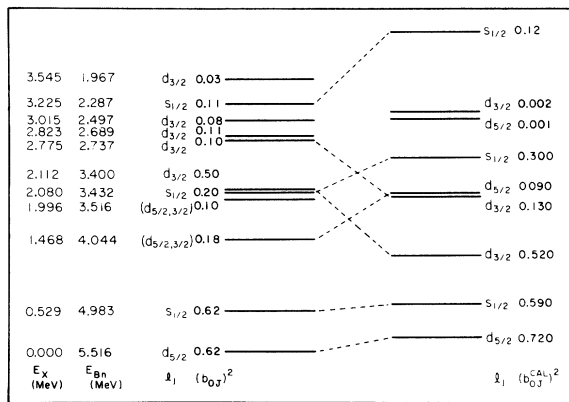 s1/2 0.12
3.545 1.967 d3/2 0.03
3.225 2.287 s1/2 0.11
d3/2 0.002
3.015 2.497 d3/2 0.08
d5/2 0.001
2.823 2.689 d3/2 0.11
2.775 2.737 d3/2 0.10
s1/2 0.300
2.112 3.400 d3/2 0.50
d5/2 090
2.080 3.432 s1/2 0.20
1.996 3.516 (d5/2,3/2) 0.10
d3/2 0.130
1.468 4.044 (d5/2,3/2) 0.18
d3/2 0.520
0.529 4.983 s1/2 0.62
s1/2 0.590
d5/2 0.720
0.000 5.516 d5/2 0.62
Ex (MeV) EBn (MeV) ℓ1 (b0J)²
ℓ1 (b0J^CAL)²